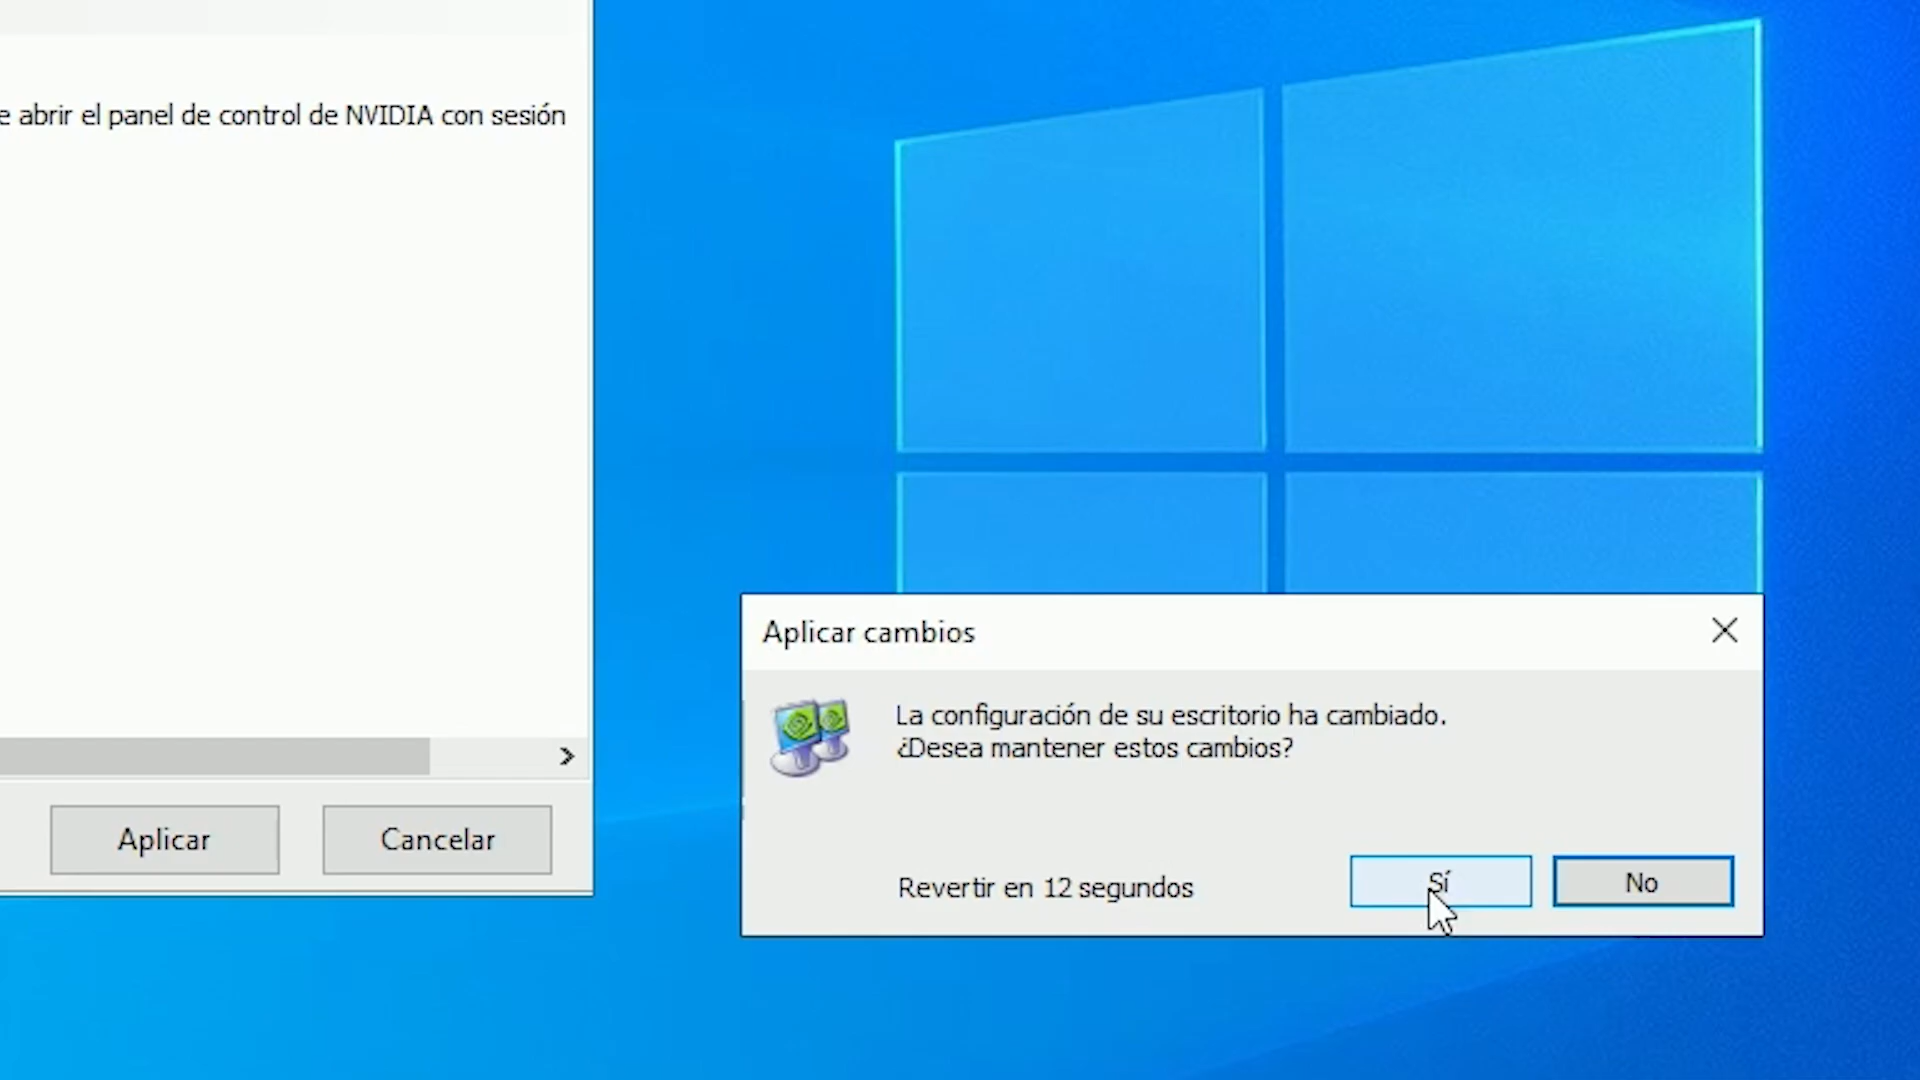 e abrir el panel de control de NVIDIA con sesión
Aplicar
Cancelar
Aplicar cambios
La configuración de su escritorio ha cambiado.
¿Desea mantener estos cambios?
Revertir en 12 segundos
Sí
No